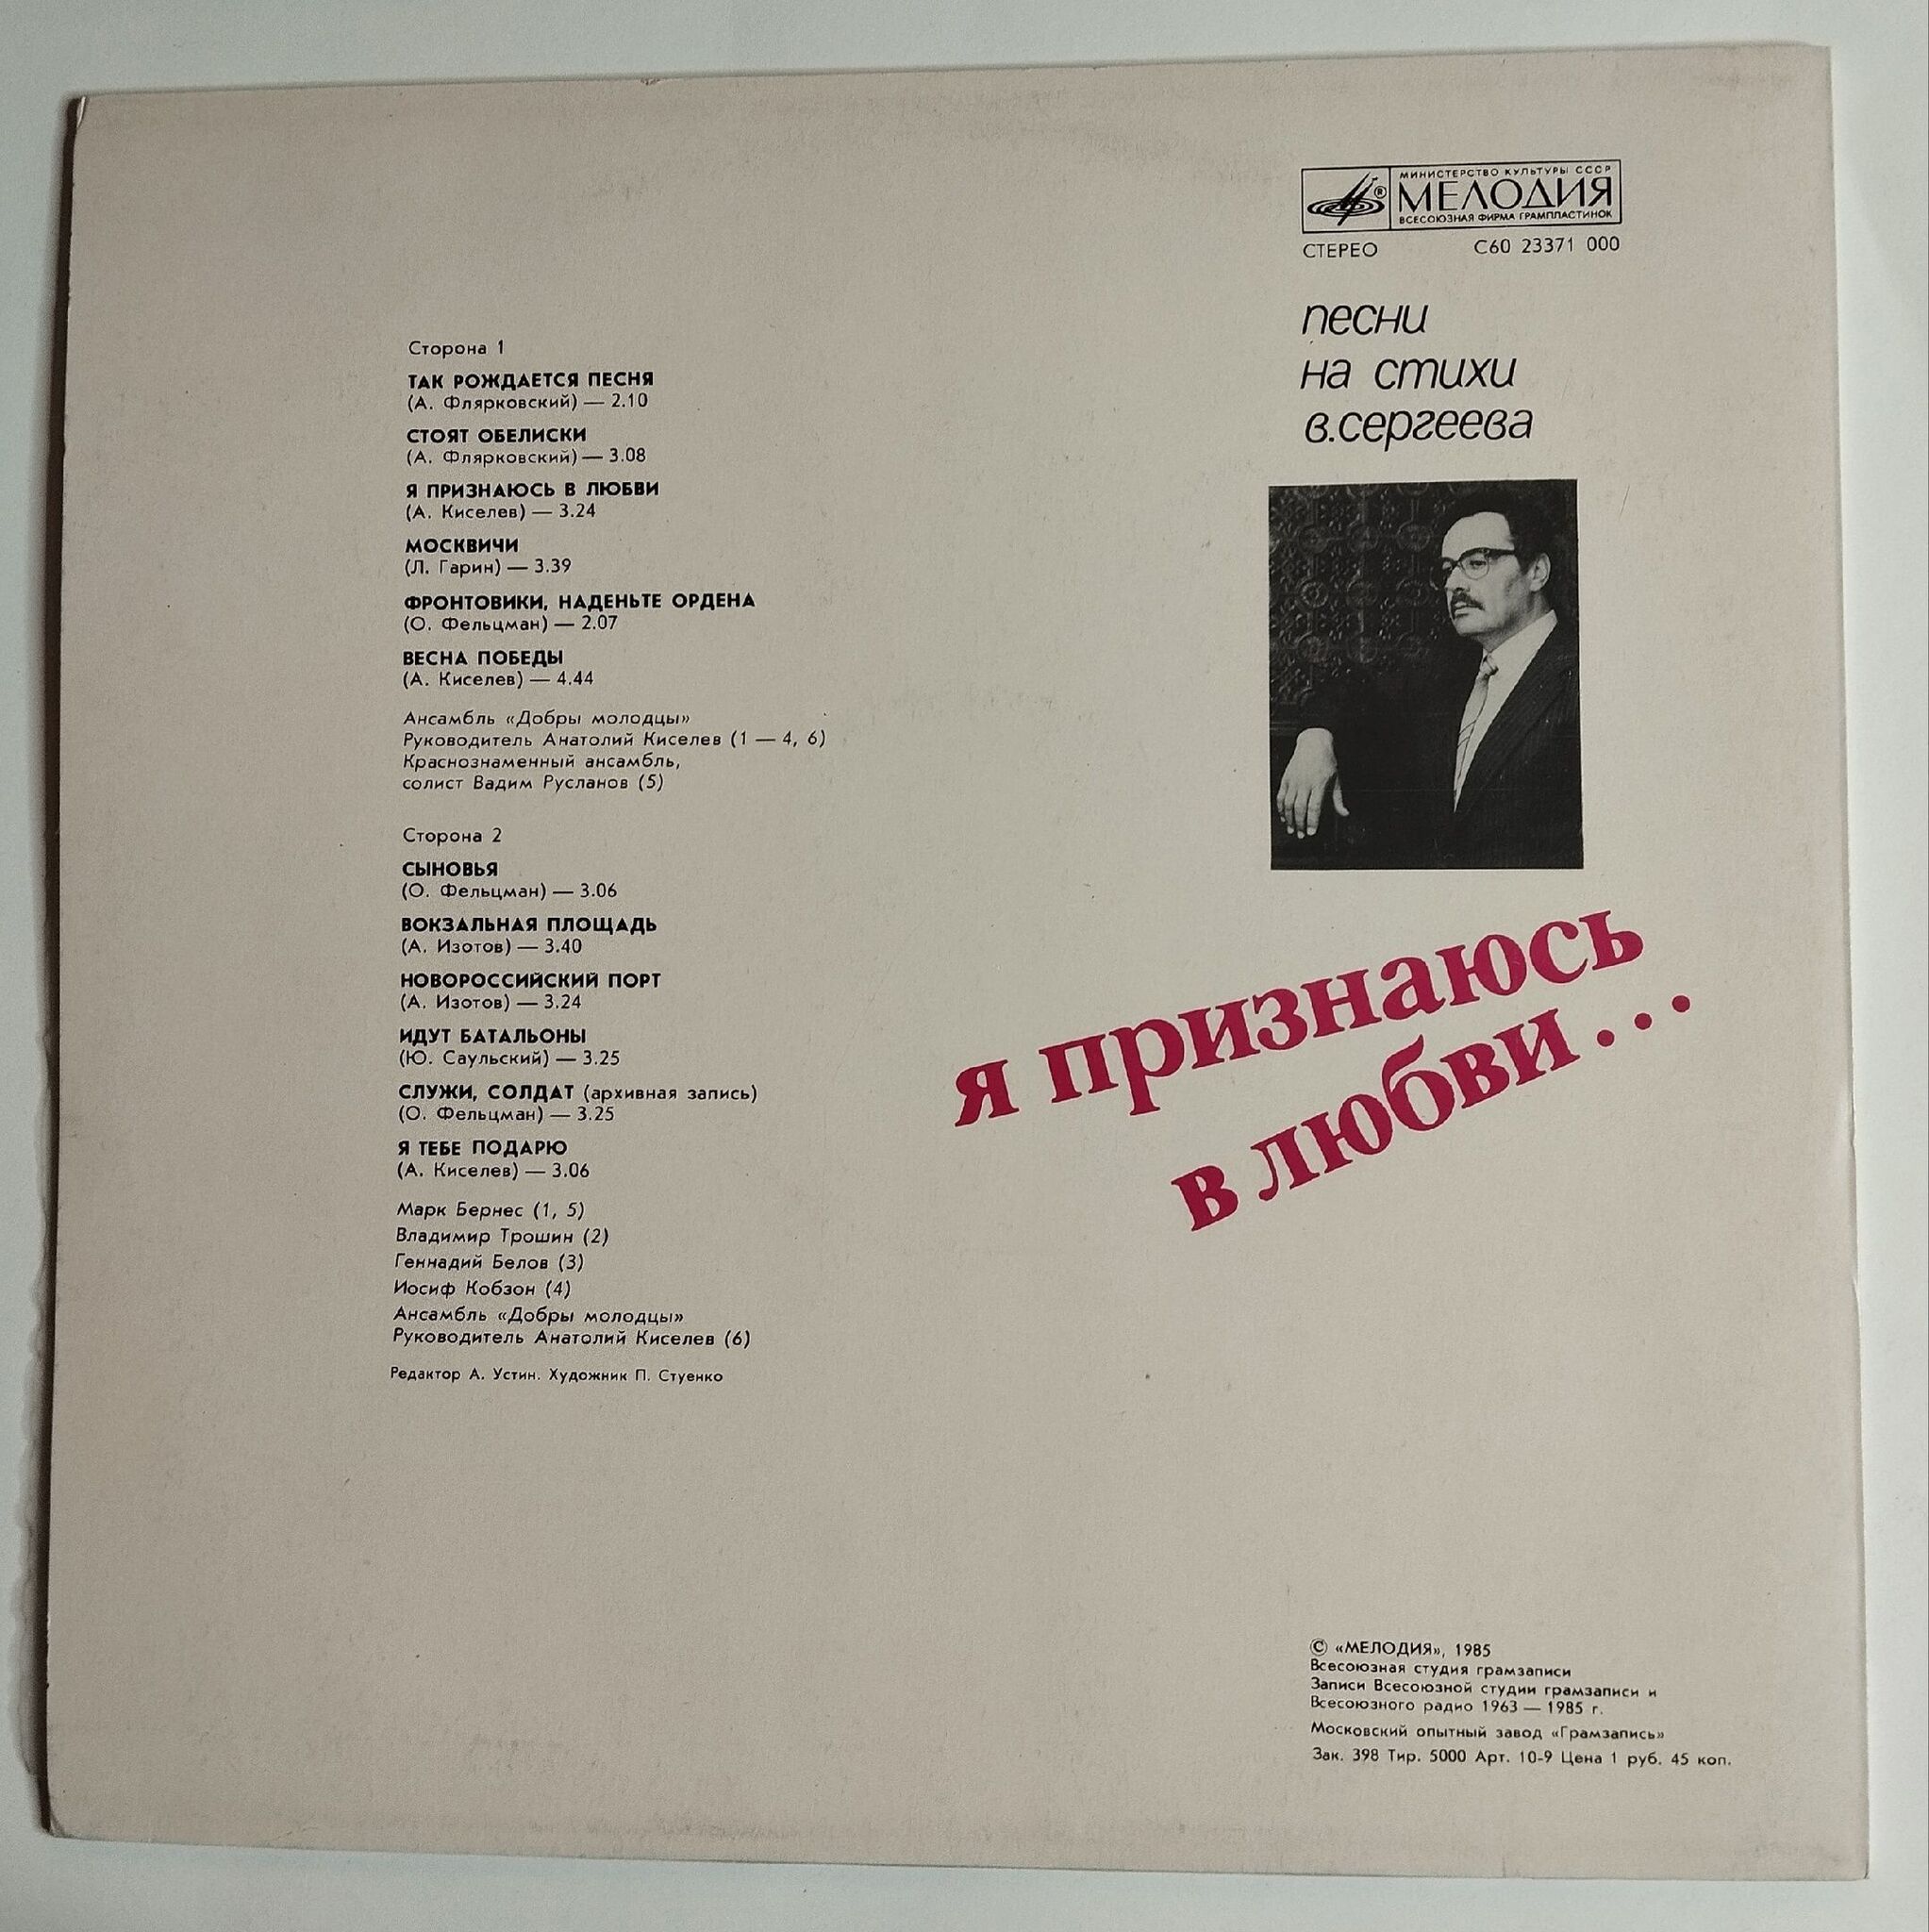 МИНИСТЕРСТВО КУЛЬТУРЫ СССР
МЕЛОДИЯ
ВСЕСОЮЗНАЯ ФИРМА ГРАМПЛАСТИНОК
СТЕРЕО С60 23371 000
песни
на стихи
в.сергеева
Сторона 1
ТАК РОЖДАЕТСЯ ПЕСНЯ
(А. Флярковский) — 2.10
СТОЯТ ОБЕЛИСКИ
(А. Флярковский) — 3.08
Я ПРИЗНАЮСЬ В ЛЮБВИ
(А. Киселев) — 3.24
МОСКВИЧИ
(Л. Гарин) — 3.39
ФРОНТОВИКИ, НАДЕНЬТЕ ОРДЕНА
(О. Фельцман) — 2.07
ВЕСНА ПОБЕДЫ
(А. Киселев) — 4.44
Ансамбль «Добры молодцы»
Руководитель Анатолий Киселев (1 — 4, 6)
Краснознаменный ансамбль,
солист Вадим Русланов (5)
Сторона 2
СЫНОВЬЯ
(О. Фельцман) — 3.06
ВОКЗАЛЬНАЯ ПЛОЩАДЬ
(А. Изотов) — 3.40
НОВОРОССИЙСКИЙ ПОРТ
(А. Изотов) — 3.24
ИДУТ БАТАЛЬОНЫ
(Ю. Саульский) — 3.25
СЛУЖИ, СОЛДАТ (архивная запись)
(О. Фельцман) — 3.25
Я ТЕБЕ ПОДАРЮ
(А. Киселев) — 3.06
Марк Бернес (1, 5)
Владимир Трошин (2)
Геннадий Белов (3)
Иосиф Кобзон (4)
Ансамбль «Добры молодцы»
Руководитель Анатолий Киселев (6)
Редактор А. Устин. Художник П. Стуенко
я признаюсь
в любви...
© «МЕЛОДИЯ», 1985
Всесоюзная студия грамзаписи
Записи Всесоюзной студии грамзаписи и
Всесоюзного радио 1963 — 1985 г.
Московский опытный завод «Грамзапись»
Зак. 398 Тир. 5000 Арт. 10-9 Цена 1 руб. 45 коп.